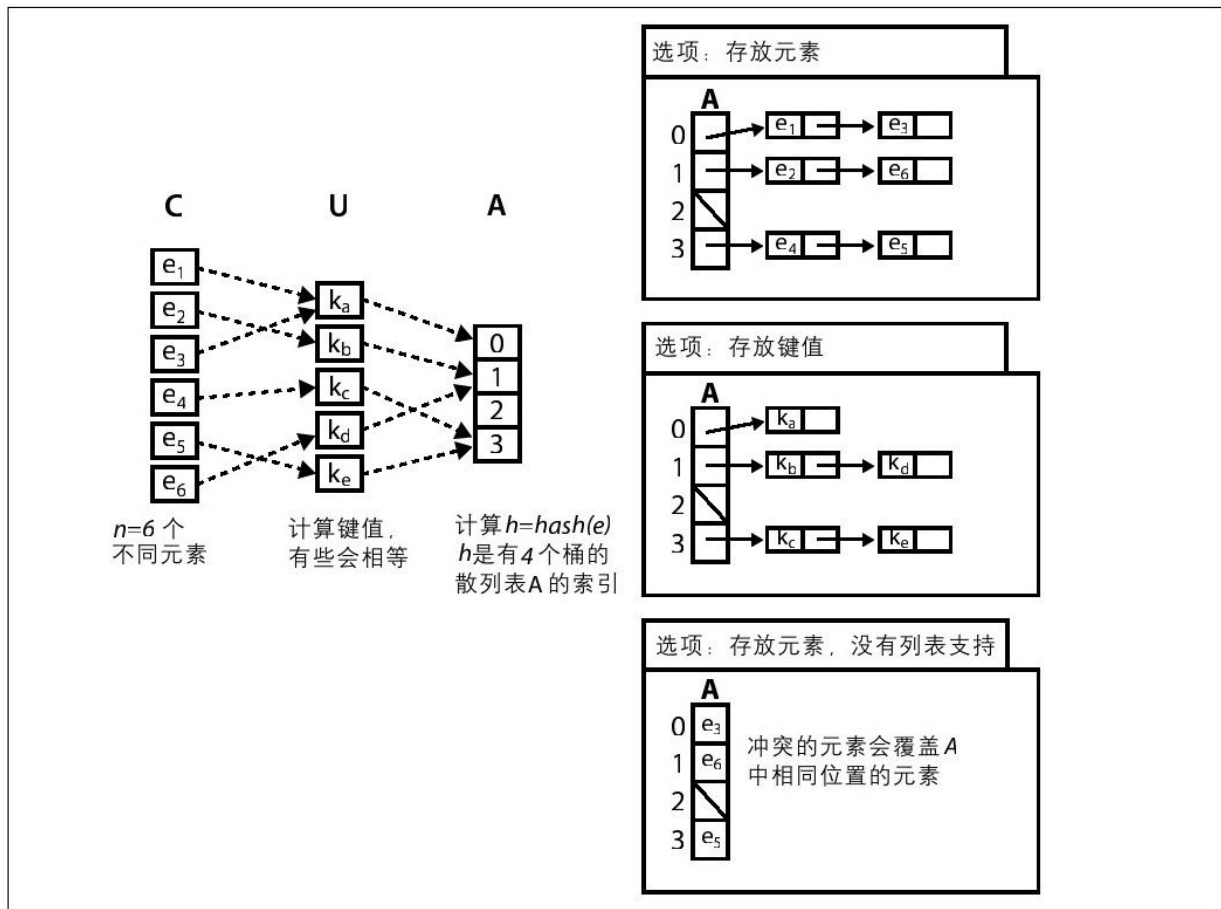 C
U
A
e1
e2
e3
e4
e5
e6
ka
kb
kc
kd
ke
0
1
2
3
n=6 个
不同元素
计算键值，
有些会相等
计算h=hash(e)
h是有4个桶的
散列表A的索引
选项：存放元素
A
0
e1
e3
1
e2
e6
2
3
e4
e5
选项：存放键值
A
0
ka
1
kb
kd
2
3
kc
ke
选项：存放元素，没有列表支持
A
0
e3
1
e6
2
3
e5
冲突的元素会覆盖A
中相同位置的元素